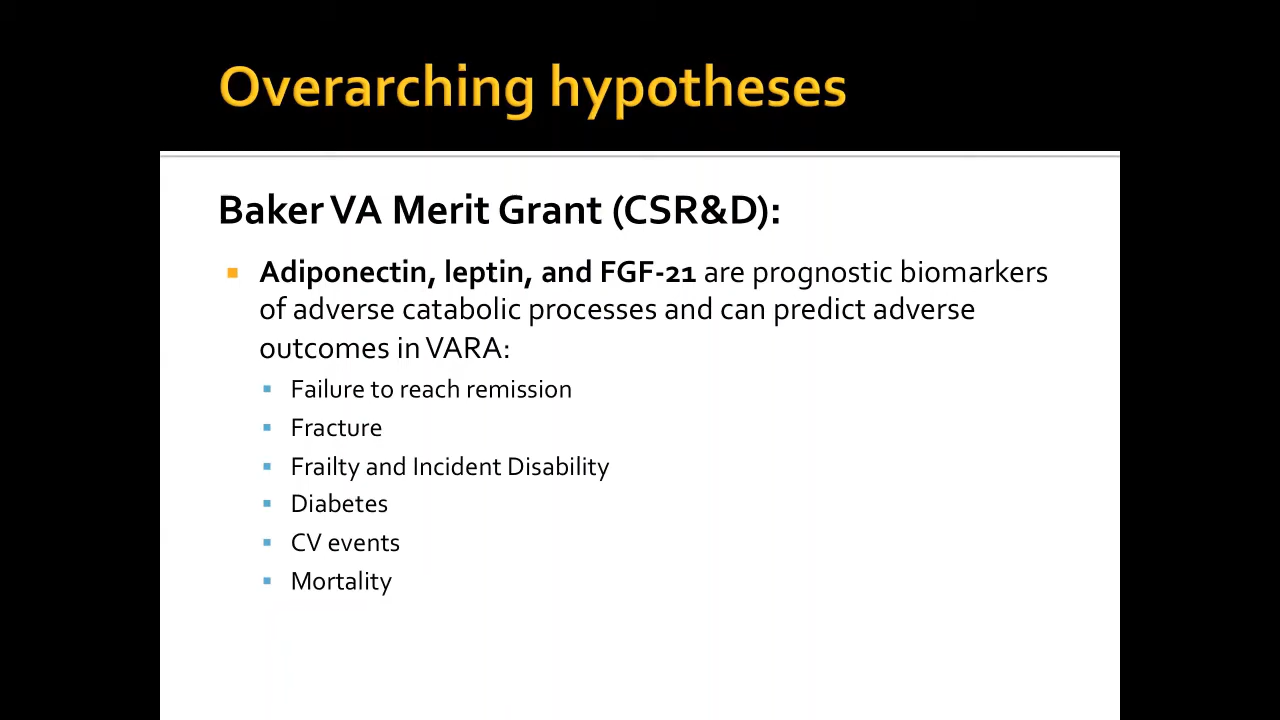 Overarching hypotheses
Baker VA Merit Grant (CSR&D):
Adiponectin, leptin, and FGF-21 are prognostic biomarkers
of adverse catabolic processes and can predict adverse
outcomes in VARA:
Failure to reach remission
Fracture
Frailty and Incident Disability
Diabetes
CV events
Mortality